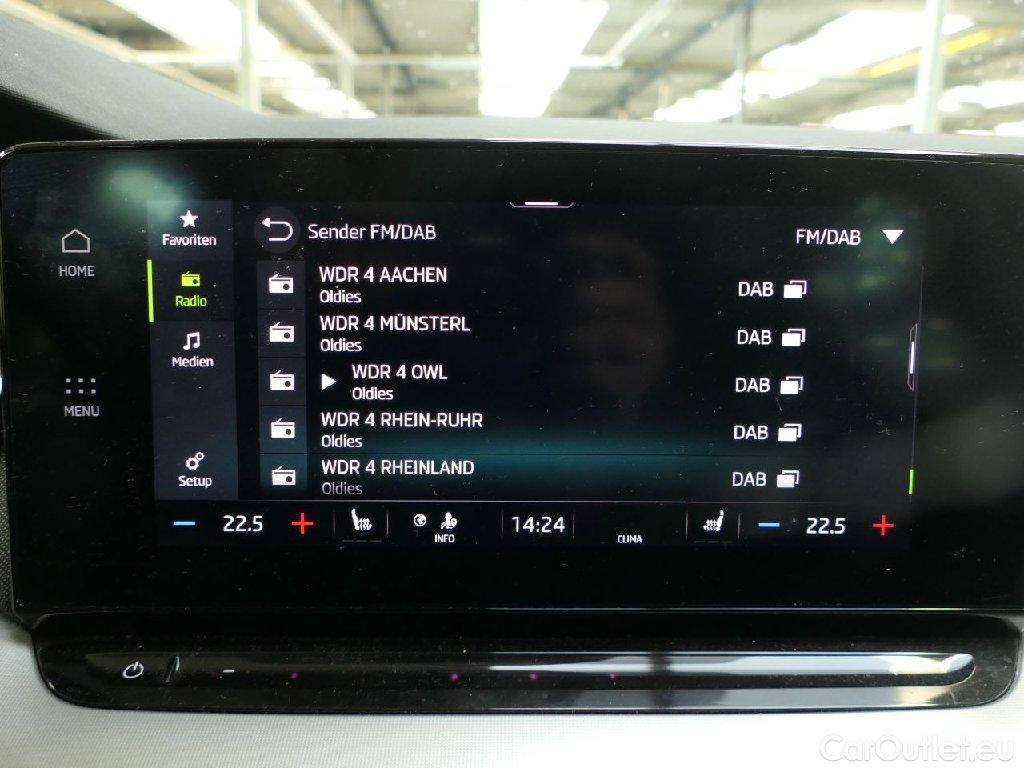 HOME
MENU
Favoriten
Radio
Medien
Setup
Sender FM/DAB
FM/DAB
WDR 4 AACHEN
Oldies
DAB
WDR 4 MÜNSTERL
Oldies
DAB
WDR 4 OWL
Oldies
DAB
WDR 4 RHEIN-RUHR
Oldies
DAB
WDR 4 RHEINLAND
Oldies
DAB
− 22.5 +
INFO
14:24
CLIMA
− 22.5 +
CarOutlet.eu